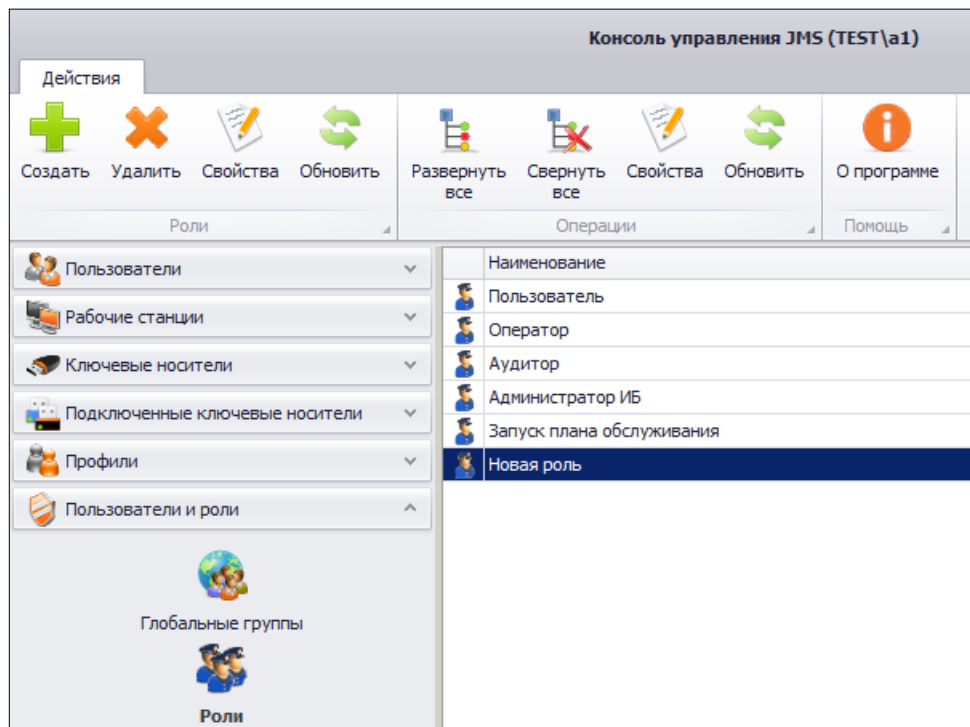 Консоль управления JMS (TEST\a1)
Действия
Создать Удалить Свойства Обновить Развернуть все Свернуть все Свойства Обновить О программе
Роли Операции Помощь
Пользователи
Рабочие станции
Ключевые носители
Подключенные ключевые носители
Профили
Пользователи и роли
Глобальные группы
Роли
Наименование
Пользователь
Оператор
Аудитор
Администратор ИБ
Запуск плана обслуживания
Новая роль